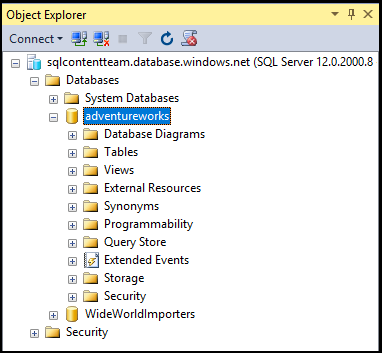 Object Explorer
Connect
sqlcontentteam.database.windows.net (SQL Server 12.0.2000.8
Databases
System Databases
adventureworks
Database Diagrams
Tables
Views
External Resources
Synonyms
Programmability
Query Store
Extended Events
Storage
Security
WideWorldImporters
Security